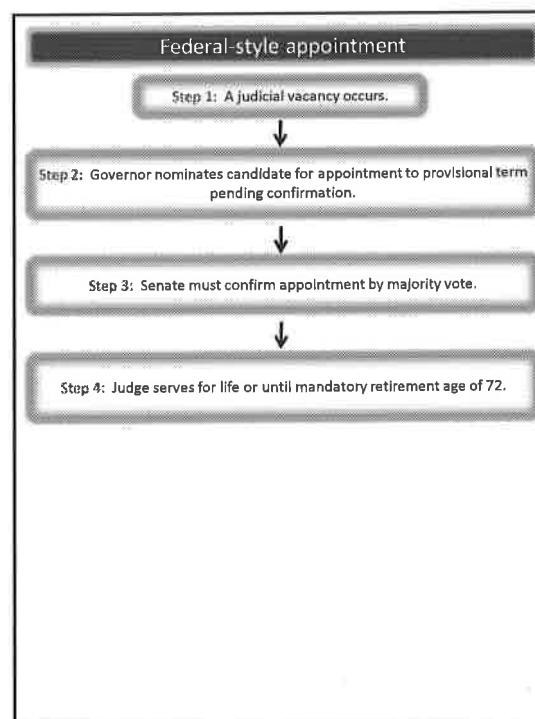 Federal-style appointment
Step 1: A judicial vacancy occurs.
Step 2: Governor nominates candidate for appointment to provisional term
pending confirmation.
Step 3: Senate must confirm appointment by majority vote.
Step 4: Judge serves for life or until mandatory retirement age of 72.